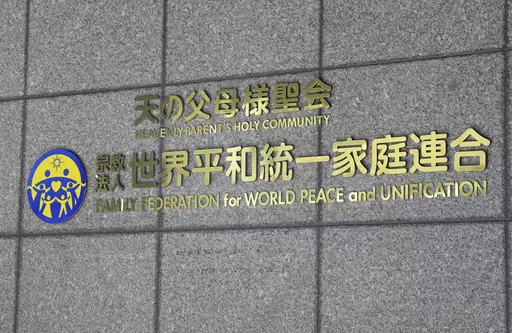 天の父母様聖会
HEAVENLY PARENT'S HOLY COMMUNITY
宗教法人 世界平和統一家庭連合
FAMILY FEDERATION for WORLD PEACE and UNIFICATION